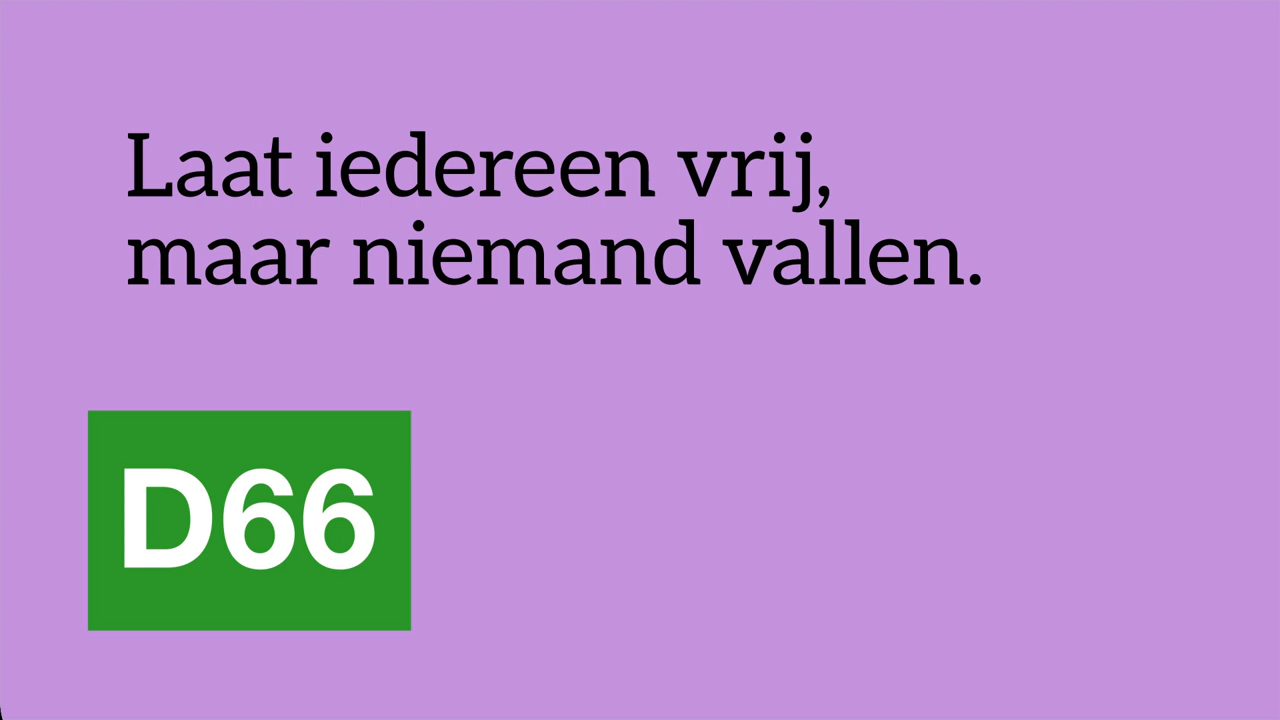 Laat iedereen vrij,
maar niemand vallen.
D66